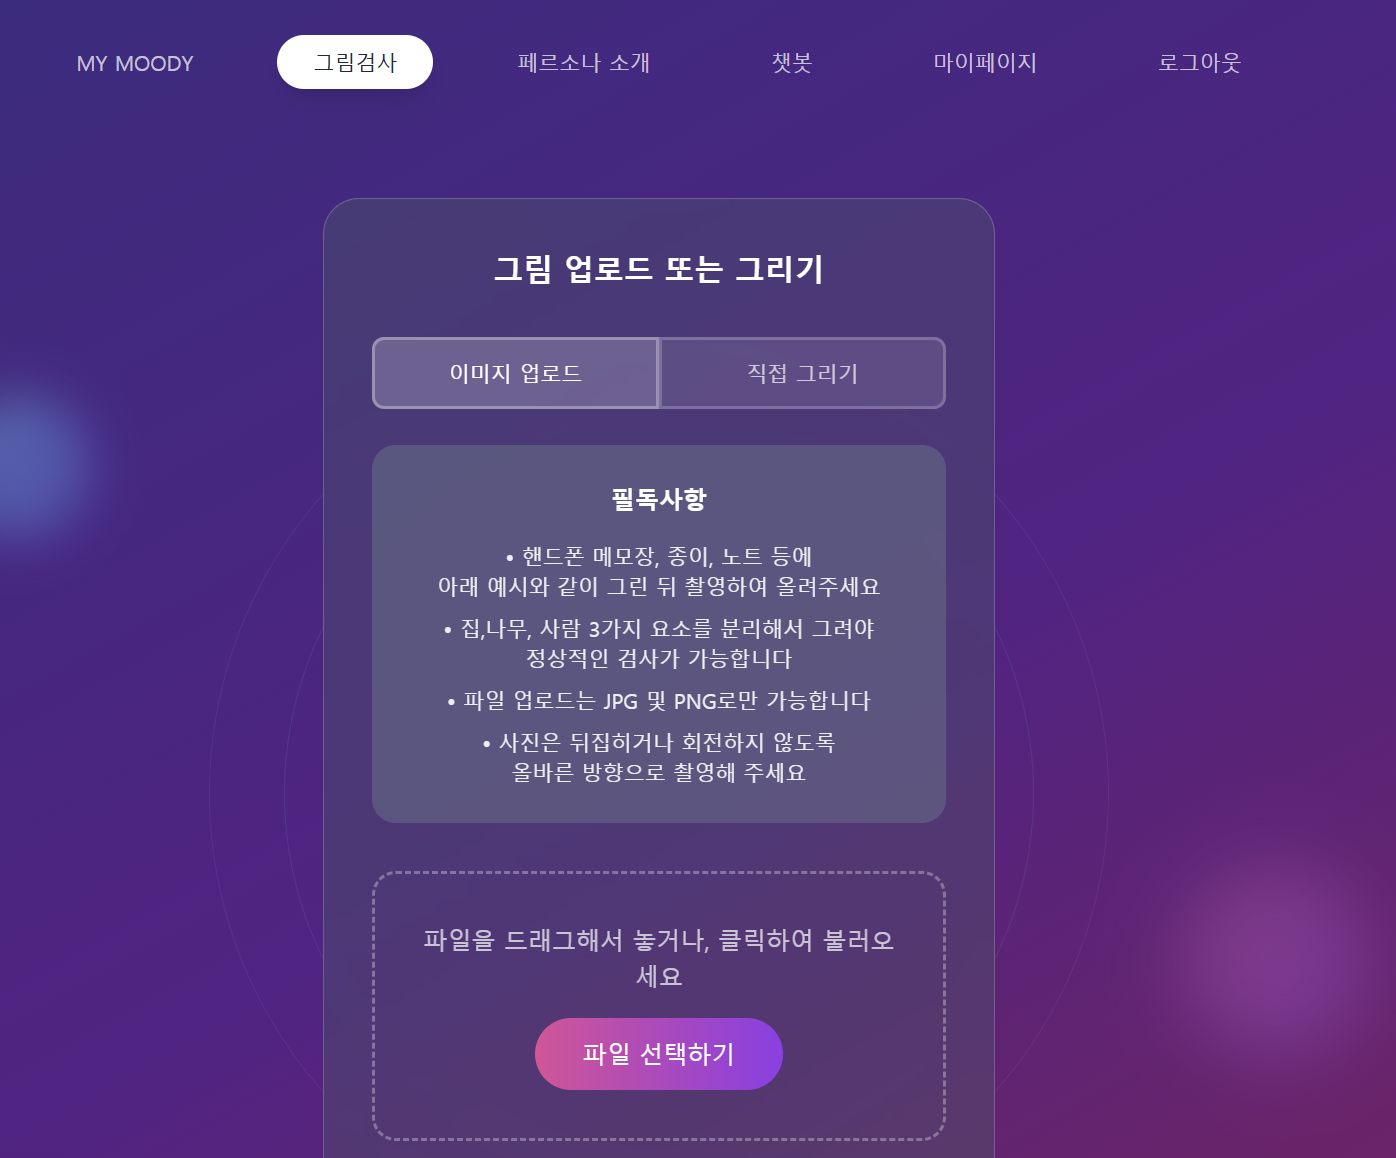 MY MOODY
그림검사
페르소나 소개
챗봇
마이페이지
로그아웃
그림 업로드 또는 그리기
이미지 업로드
직접 그리기
필독사항
• 핸드폰 메모장, 종이, 노트 등에
아래 예시와 같이 그린 뒤 촬영하여 올려주세요
• 집,나무, 사람 3가지 요소를 분리해서 그려야
정상적인 검사가 가능합니다
• 파일 업로드는 JPG 및 PNG로만 가능합니다
• 사진은 뒤집히거나 회전하지 않도록
올바른 방향으로 촬영해 주세요
파일을 드래그해서 놓거나, 클릭하여 불러오
세요
파일 선택하기